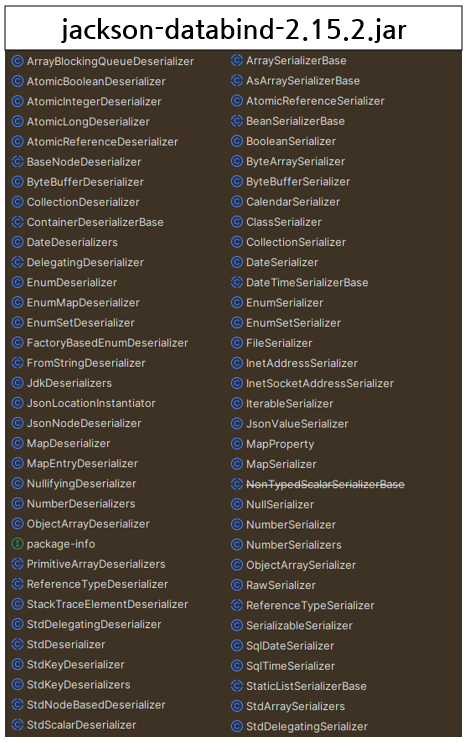 jackson-databind-2.15.2.jar
ArrayBlockingQueueDeserializer
AtomicBooleanDeserializer
AtomicIntegerDeserializer
AtomicLongDeserializer
AtomicReferenceDeserializer
BaseNodeDeserializer
ByteBufferDeserializer
CollectionDeserializer
ContainerDeserializerBase
DateDeserializers
DelegatingDeserializer
EnumDeserializer
EnumMapDeserializer
EnumSetDeserializer
FactoryBasedEnumDeserializer
FromStringDeserializer
JdkDeserializers
JsonLocationInstantiator
JsonNodeDeserializer
MapDeserializer
MapEntryDeserializer
NullifyingDeserializer
NumberDeserializers
ObjectArrayDeserializer
package-info
PrimitiveArrayDeserializers
ReferenceTypeDeserializer
StackTraceElementDeserializer
StdDelegatingDeserializer
StdDeserializer
StdKeyDeserializer
StdKeyDeserializers
StdNodeBasedDeserializer
StdScalarDeserializer
ArraySerializerBase
AsArraySerializerBase
AtomicReferenceSerializer
BeanSerializerBase
BooleanSerializer
ByteArraySerializer
ByteBufferSerializer
CalendarSerializer
ClassSerializer
CollectionSerializer
DateSerializer
DateTimeSerializerBase
EnumSerializer
EnumSetSerializer
FileSerializer
InetAddressSerializer
InetSocketAddressSerializer
IterableSerializer
JsonValueSerializer
MapProperty
MapSerializer
NonTypedScalarSerializerBase
NullSerializer
NumberSerializer
NumberSerializers
ObjectArraySerializer
RawSerializer
ReferenceTypeSerializer
SerializableSerializer
SqlDateSerializer
SqlTimeSerializer
StaticListSerializerBase
StdArraySerializers
StdDelegatingSerializer